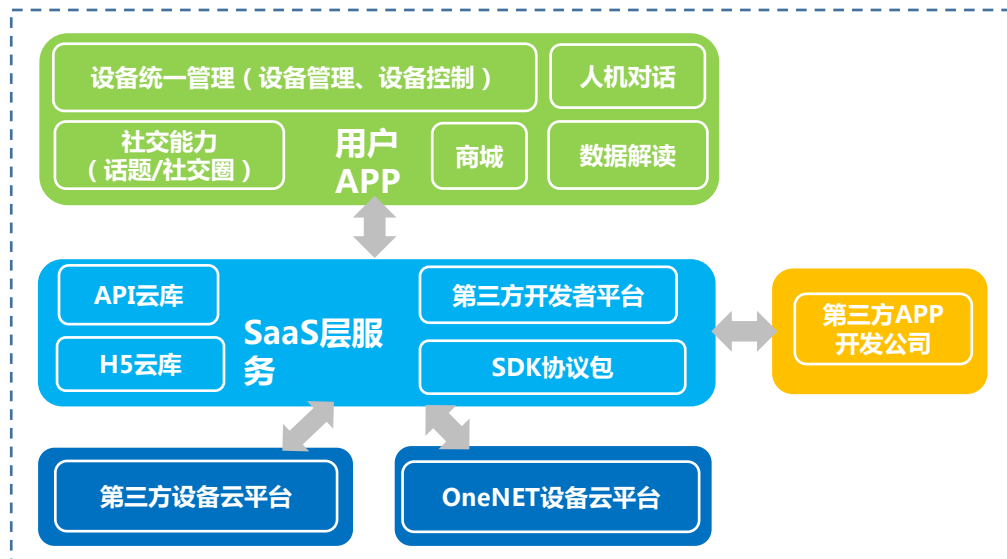 设备统一管理（设备管理、设备控制）
人机对话
社交能力
（话题/社交圈）
用户
APP
商城
数据解读
API云库
第三方开发者平台
SaaS层服
务
H5云库
SDK协议包
第三方APP
开发公司
第三方设备云平台
OneNET设备云平台